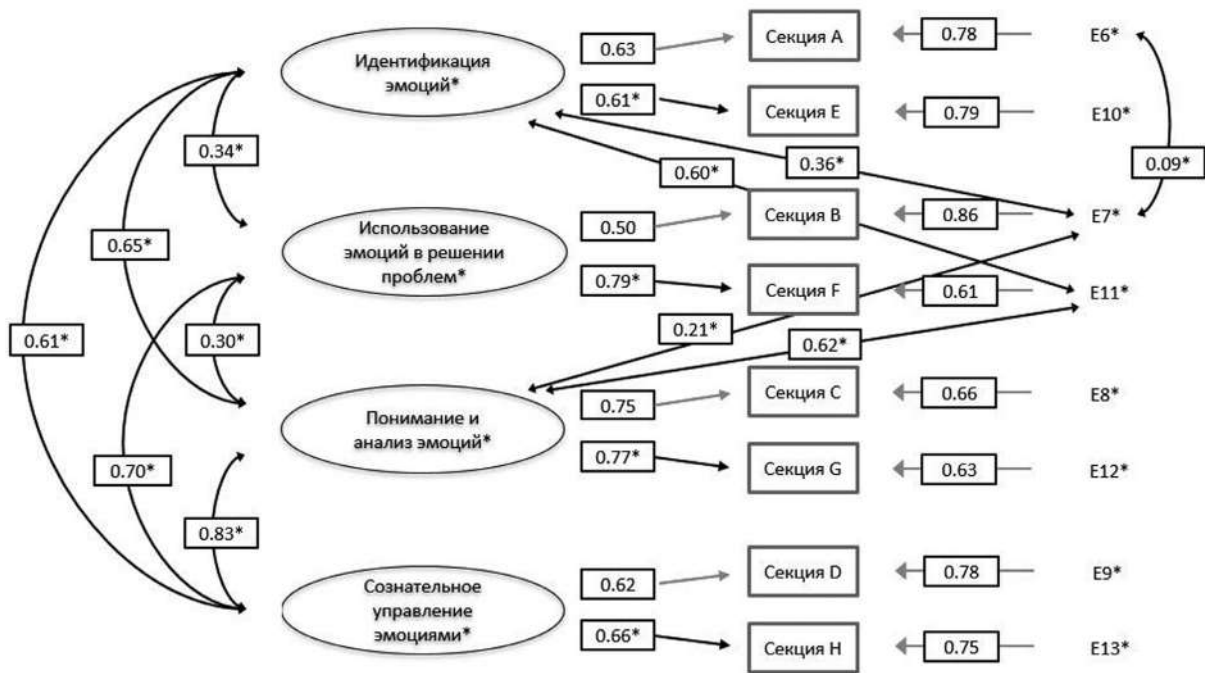 0.63
Секция A
0.78
E6*
Идентификация
эмоций*
0.61*
Секция E
0.79
E10*
0.34*
0.60*
0.36*
0.09*
0.50
Секция B
0.86
E7*
Использование
эмоций в решении
проблем*
0.65*
0.79*
Секция F
0.61
E11*
0.61*
0.30*
0.21*
0.62*
0.75
Секция C
0.66
E8*
Понимание и
анализ эмоций*
0.70*
0.77*
Секция G
0.63
E12*
0.83*
0.62
Секция D
0.78
E9*
Сознательное
управление
эмоциями*
0.66*
Секция H
0.75
E13*